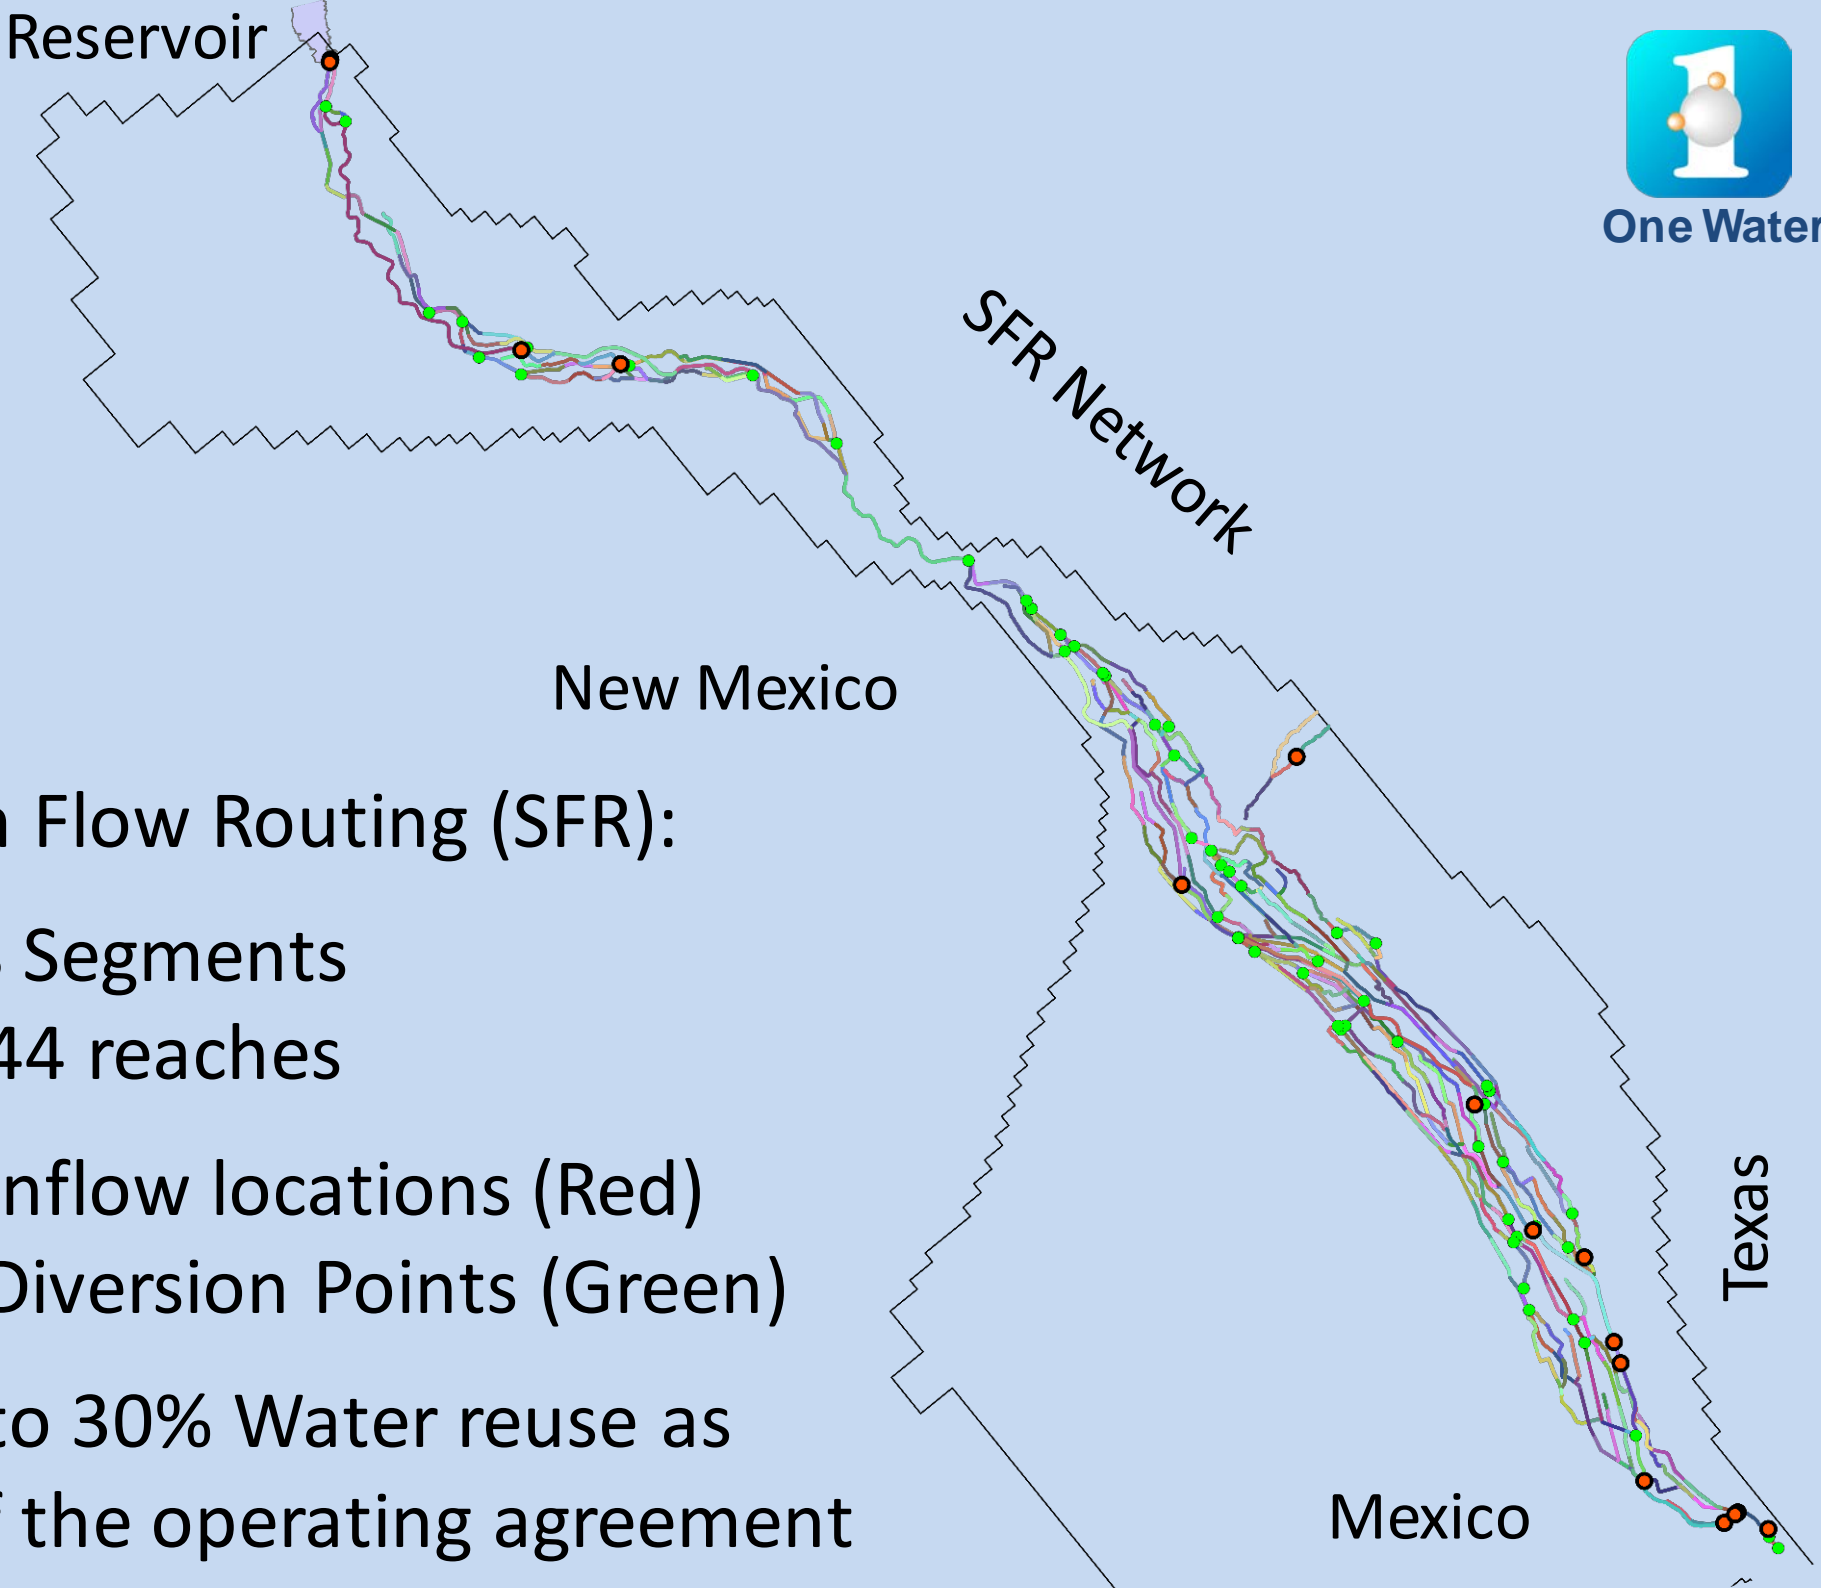 Reservoir
1
One Water
SFR Network
New Mexico
Flow Routing (SFR):
Segments
44 reaches
nflow locations (Red)
Diversion Points (Green)
Texas
to 30% Water reuse as
the operating agreement
Mexico